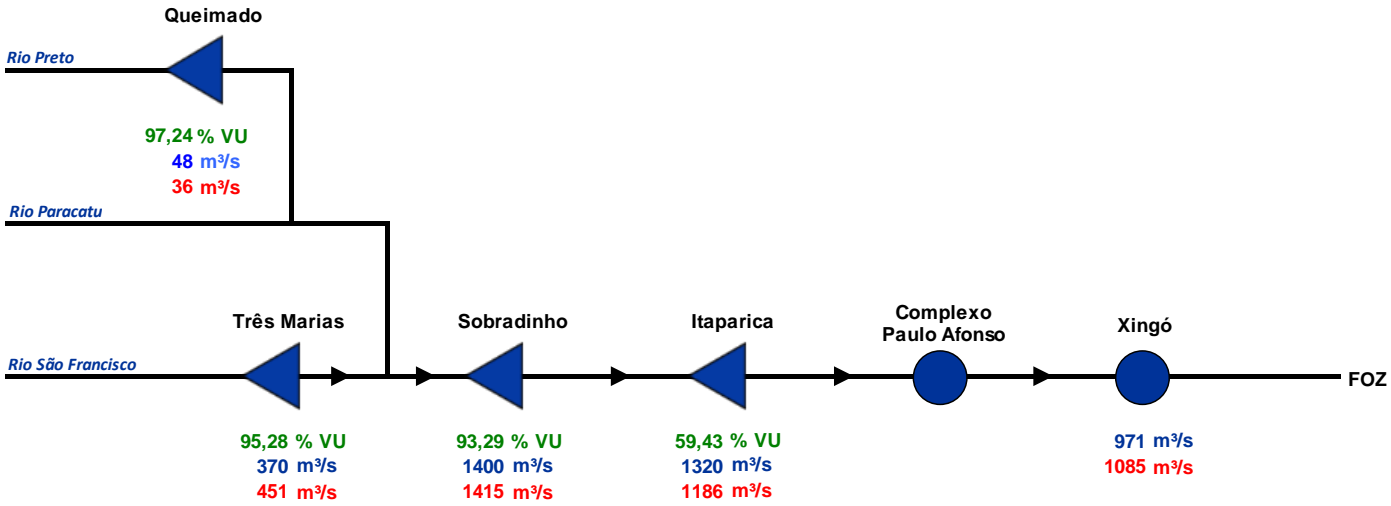 Queimado
Rio Preto
97,24 % VU
48 m³/s
36 m³/s
Rio Paracatu
Três Marias
Sobradinho
Itaparica
Complexo
Paulo Afonso
Xingó
Rio São Francisco
FOZ
95,28 % VU
370 m³/s
451 m³/s
93,29 % VU
1400 m³/s
1415 m³/s
59,43 % VU
1320 m³/s
1186 m³/s
971 m³/s
1085 m³/s